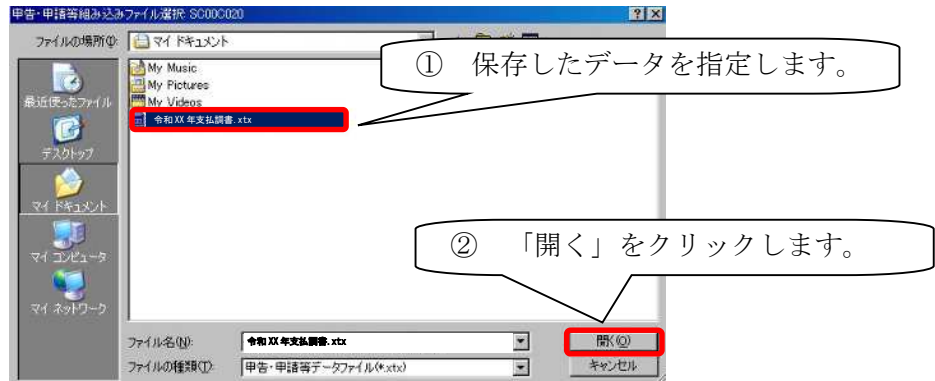 申告・申請等組み込みファイル選択 SC00C020
ファイルの場所(I):
マイ ドキュメント
① 保存したデータを指定します。
My Music
My Pictures
My Videos
令和XX年支払調書.xtx
最近使ったファイル
デスクトップ
マイ ドキュメント
マイ コンピュータ
マイ ネットワーク
② 「開く」をクリックします。
ファイル名(N):
令和XX年支払調書.xtx
開く(O)
ファイルの種類(T):
申告・申請等データファイル(*.xtx)
キャンセル